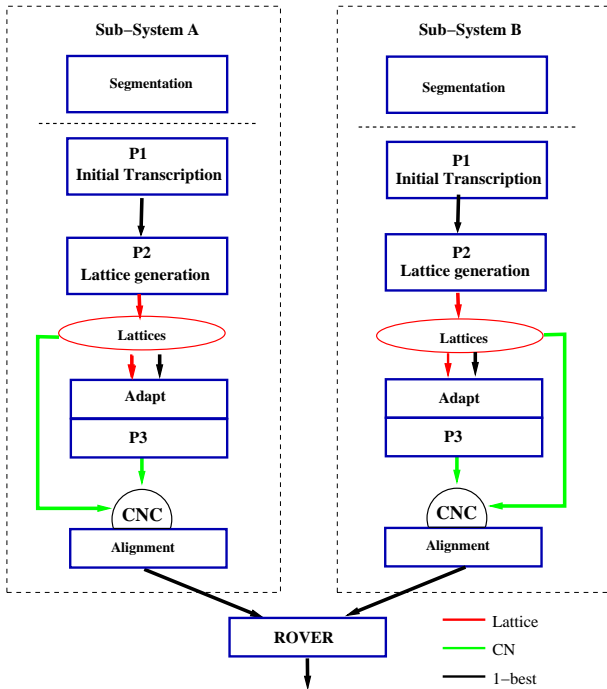 Sub−System A
Segmentation
P1
Initial Transcription
P2
Lattice generation
Lattices
Adapt
P3
CNC
Alignment
Sub−System B
Segmentation
P1
Initial Transcription
P2
Lattice generation
Lattices
Adapt
P3
CNC
Alignment
ROVER
Lattice
CN
1−best